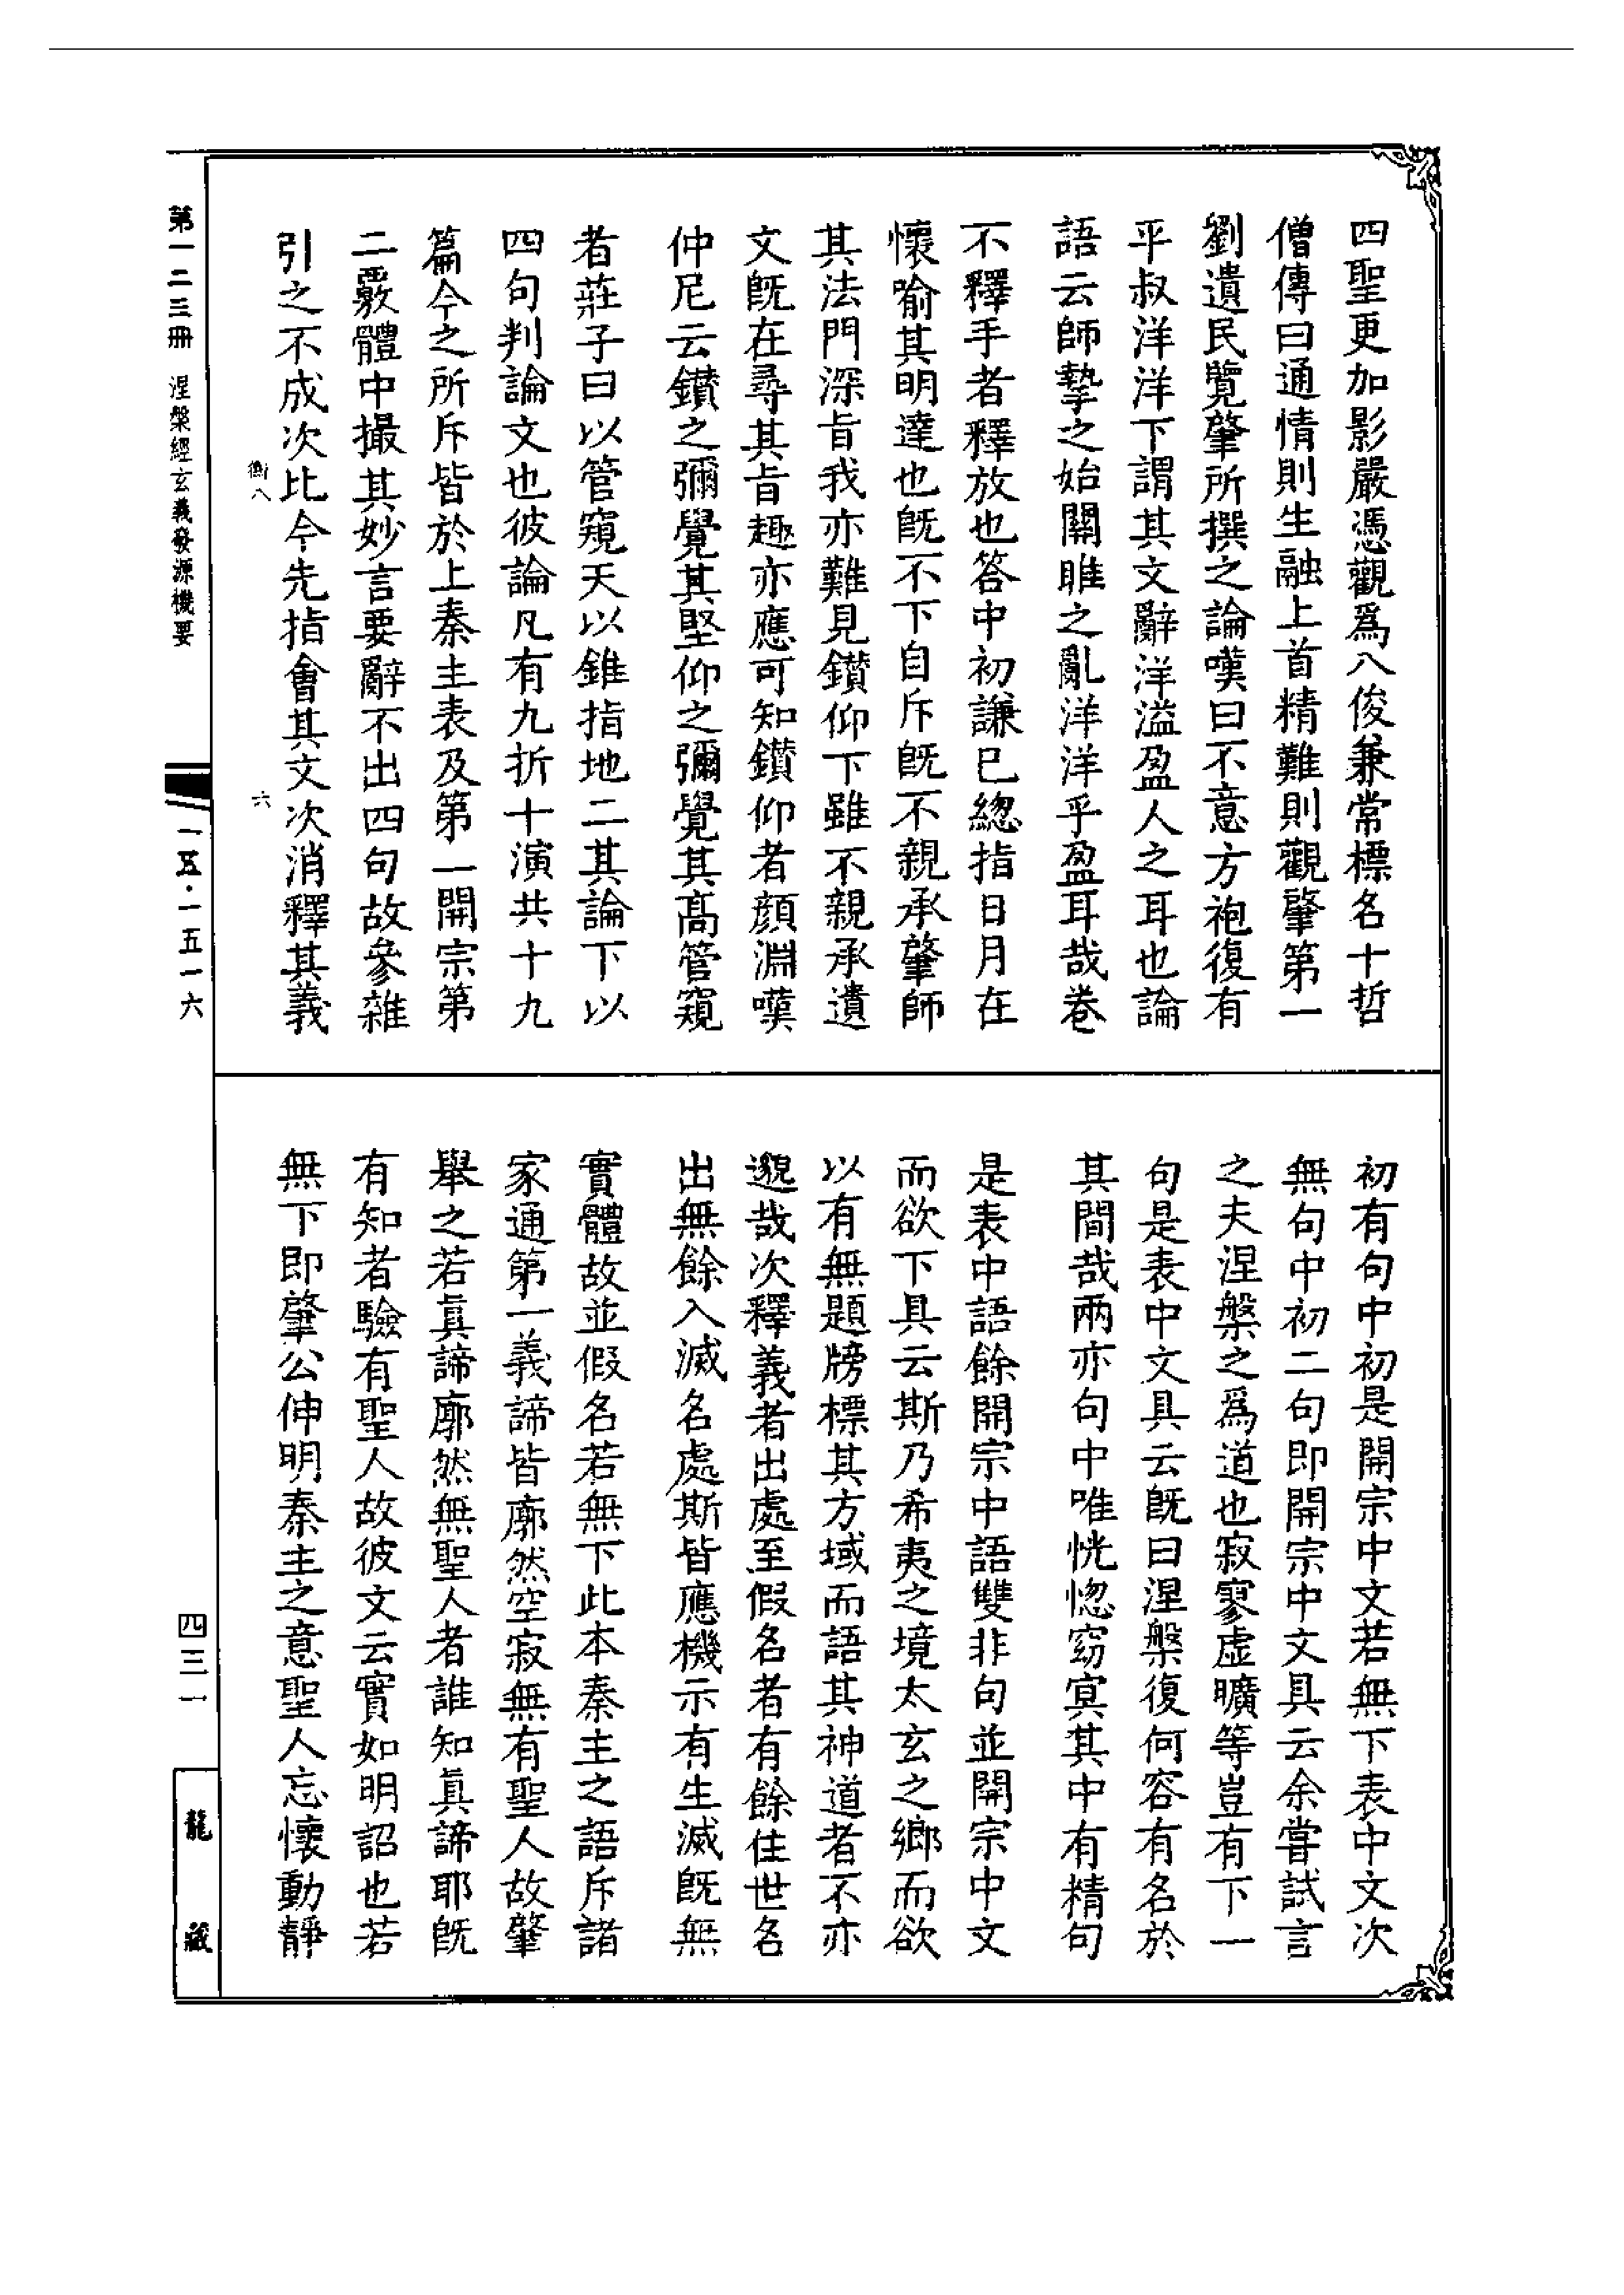 四聖更加影嚴憑觀爲八俊兼常標名十哲
僧傳曰通情則生融上首精難則觀肇第一
劉遺民覽肇所撰之論嘆曰不意方袍復有
平叔洋洋下謂其文辭洋溢盈人之耳也論
語云師摯之始關雎之亂洋洋乎盈耳哉卷
不釋手者釋放也答中初謙已總指日月在
懷喻其明達也旣不下自斥旣不親承肇師
其法門深旨我亦難見鑚仰下雖不親承遺
文旣在尋其旨趣亦應可知鑚仰者顔淵嘆
仲尼云鑚之彌覺其堅仰之彌覺其髙管窺
者莊子曰以管窺天以錐指地二其論下以
四句判論文也彼論凡有九折十演共十九
篇今之所斥皆於上秦主表及第一開宗第
二覈體中撮其妙言要辭不出四句故參雜
引之不成次比今先指會其文次消釋其義
衡八
六
初有句中初是開宗中文若無下表中文次
無句中初二句即開宗中文具云余嘗試言
之夫涅槃之爲道也寂寥虚曠等豈有下一
句是表中文具云旣曰涅槃復何容有名於
其間哉兩亦句中唯恍惚窈冥其中有精句
是表中語餘開宗中語雙非句並開宗中文
而欲下具云斯乃希夷之境太玄之鄉而欲
以有無題牓標其方域而語其神道者不亦
邈哉次釋義者出處至假名者有餘住世名
出無餘入滅名處斯皆應機示有生滅旣無
實體故並假名若無下此本秦主之語斥諸
家通第一義諦皆廓然空寂無有聖人故肇
舉之若眞諦廓然無聖人者誰知眞諦耶旣
有知者驗有聖人故彼文云實如明詔也若
無下即肇公伸明秦主之意聖人忘懷動靜
第一二三冊 涅槃經玄義發源機要
一五·一五一六
四三一
龍藏